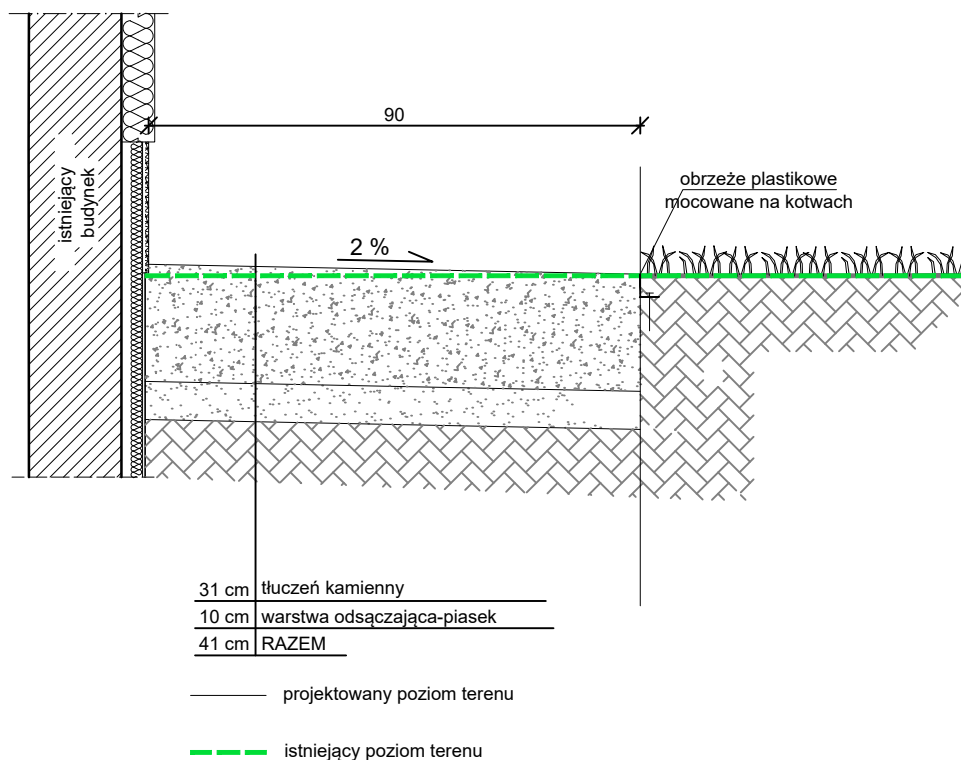 90
istniejący
budynek
obrzeże plastikowe
mocowane na kotwach
2 %
31 cm tłuczeń kamienny
10 cm warstwa odsączająca-piasek
41 cm RAZEM
projektowany poziom terenu
istniejący poziom terenu